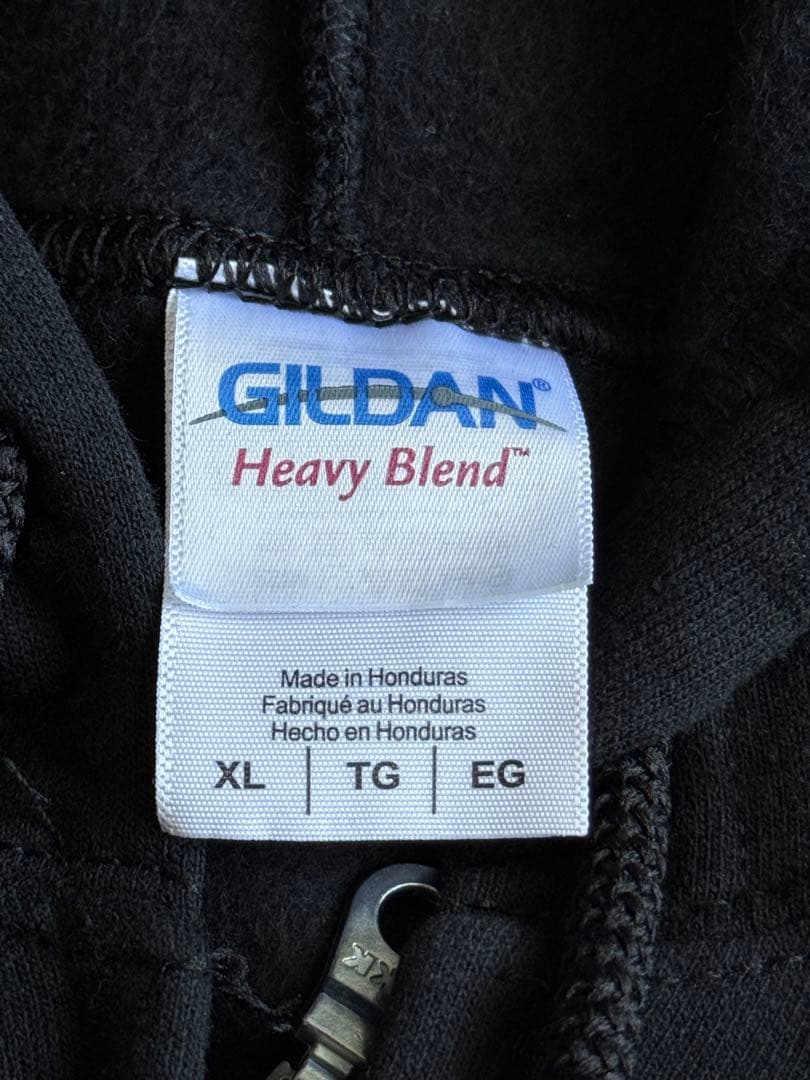 GILDAN®
Heavy Blend™
Made in Honduras
Fabriqué au Honduras
Hecho en Honduras
XL | TG | EG